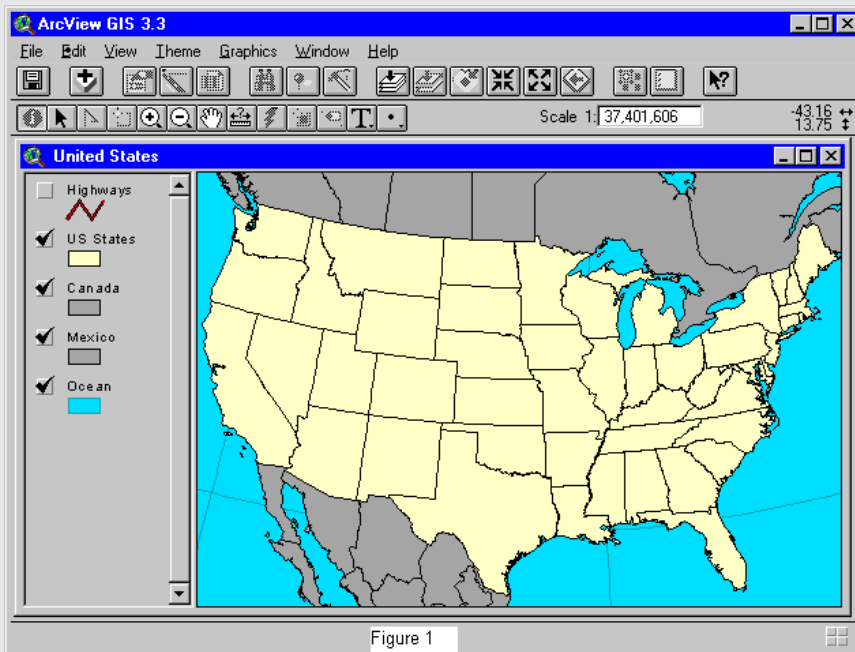 ArcView GIS 3.3
File Edit View Theme Graphics Window Help
T
Scale 1: 37,401,606
-43.16
13.75
United States
Highways
US States
Canada
Mexico
Ocean
Figure 1